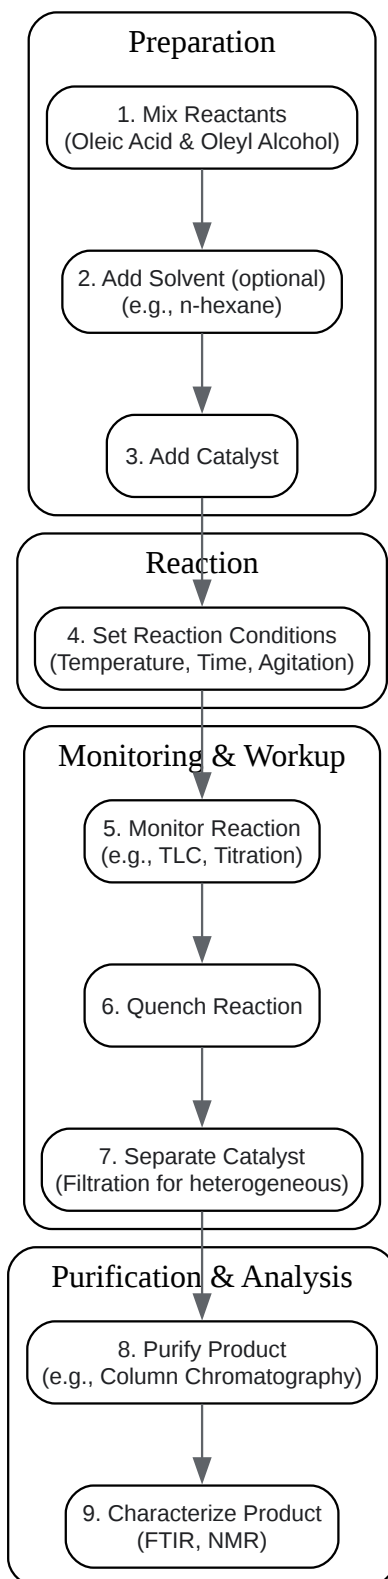 Preparation
1. Mix Reactants
(Oleic Acid & Oleyl Alcohol)
2. Add Solvent (optional)
(e.g., n-hexane)
3. Add Catalyst
Reaction
4. Set Reaction Conditions
(Temperature, Time, Agitation)
Monitoring & Workup
5. Monitor Reaction
(e.g., TLC, Titration)
6. Quench Reaction
7. Separate Catalyst
(Filtration for heterogeneous)
Purification & Analysis
8. Purify Product
(e.g., Column Chromatography)
9. Characterize Product
(FTIR, NMR)